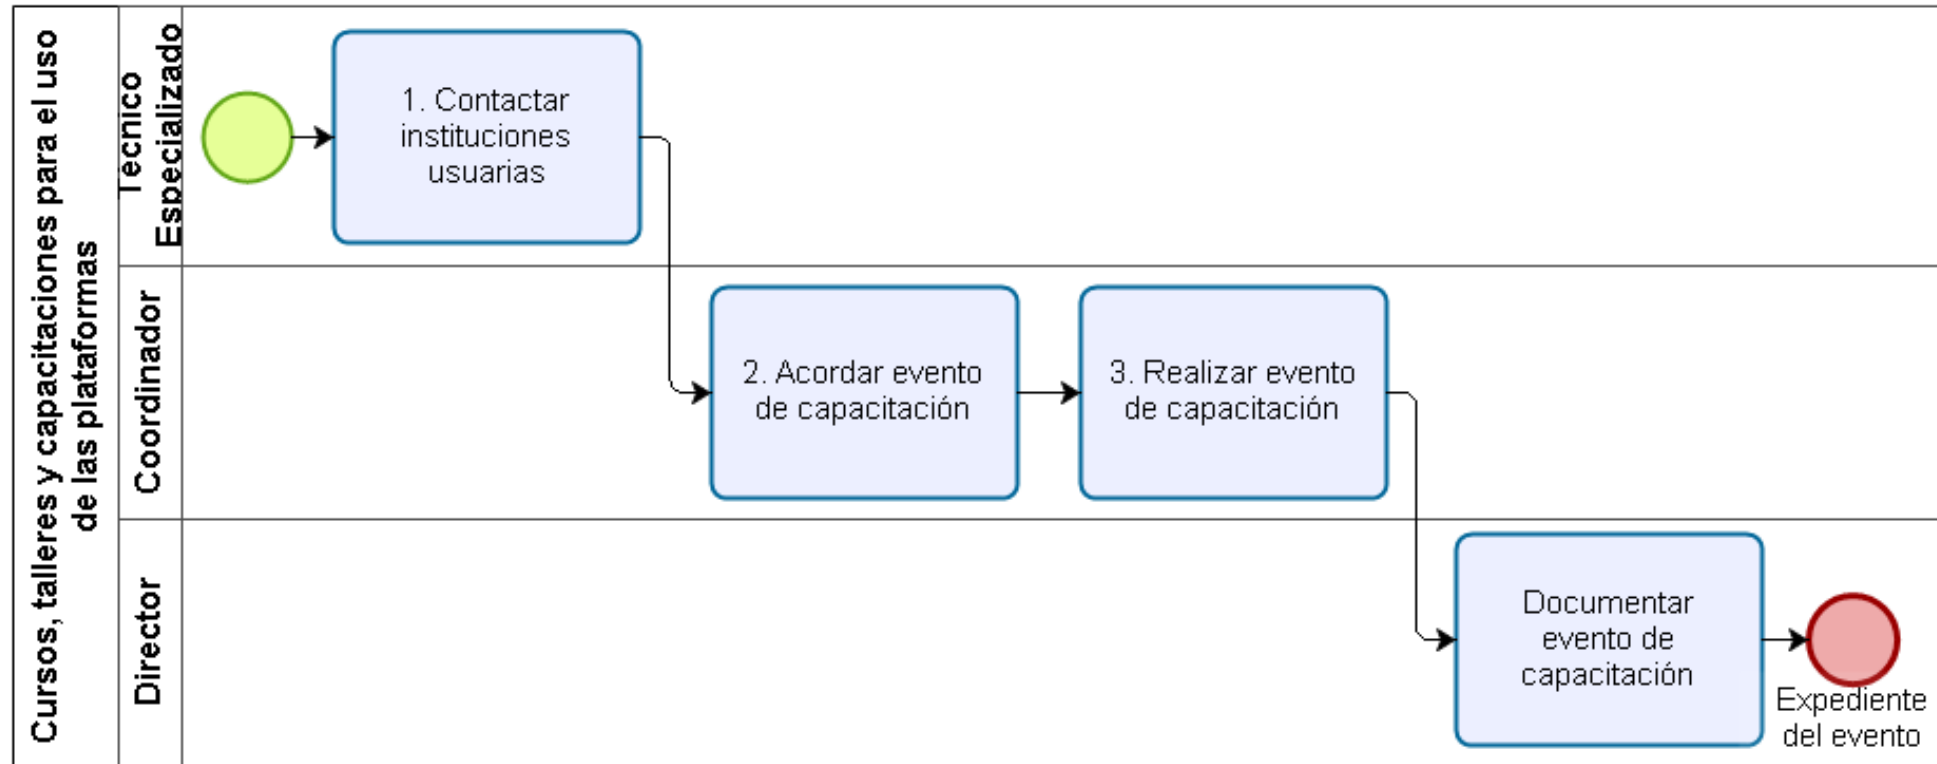 Cursos, talleres y capacitaciones para el uso
de las plataformas
Técnico
Especializado
1. Contactar
instituciones
usuarias
Coordinador
2. Acordar evento
de capacitación
3. Realizar evento
de capacitación
Director
Documentar
evento de
capacitación
Expediente
del evento